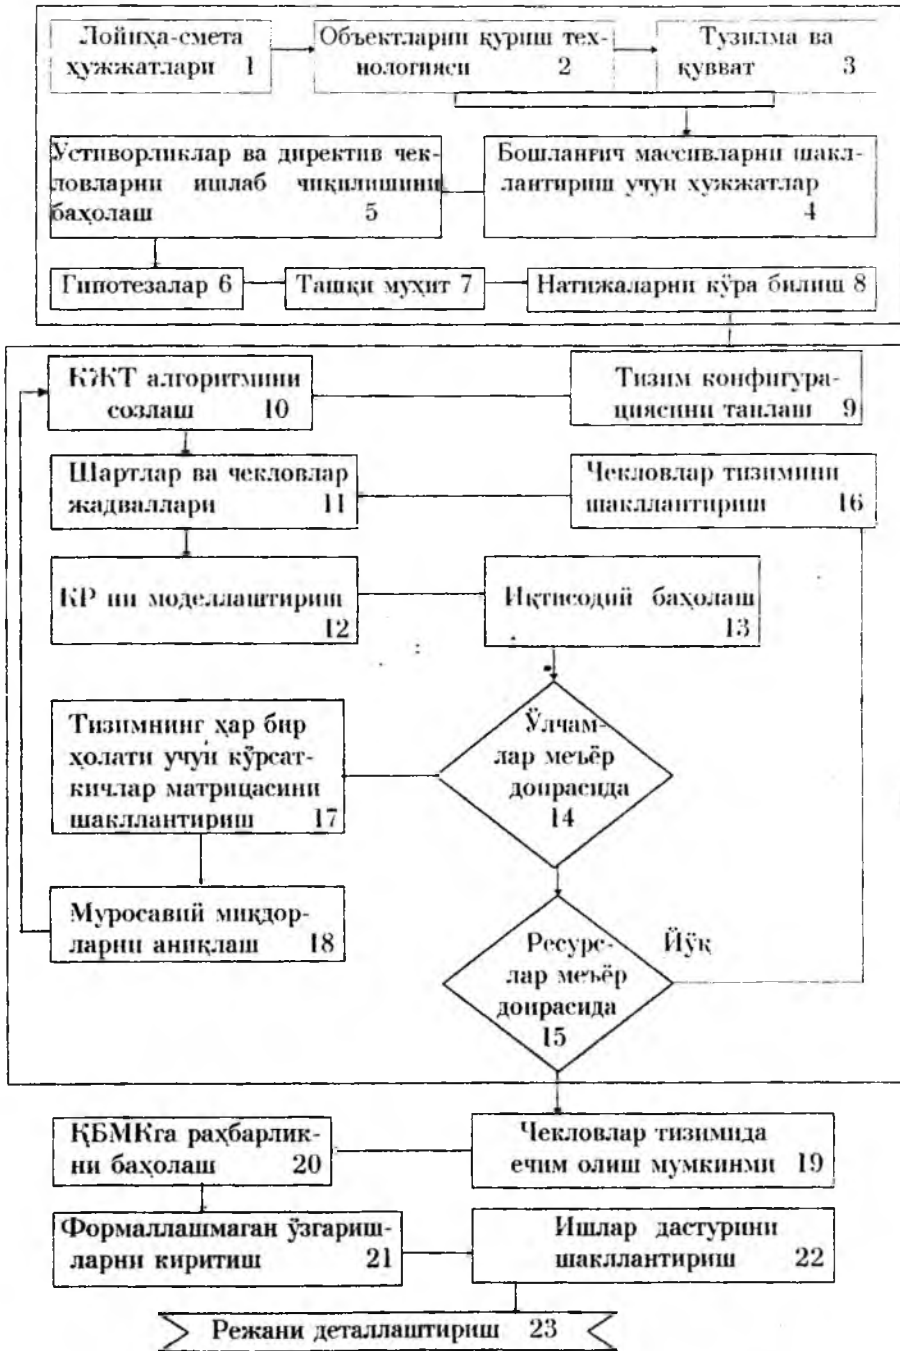 Лойиҳа-смета
ҳужжатлари 1
Объектларни қуриш тех-
нологияси 2
Тузилма ва
қувват 3
Устиворликлар ва директив чек-
ловларни ишлаб чиқилишини
баҳолаш 5
Бошланғич массивларни шакл-
лантириш учун ҳужжатлар
4
Гипотезалар 6
Ташқи муҳит 7
Натижаларни кўра билиш 8
КЖТ алгоритмини
созлаш 10
Тизим конфигура-
циясини танлаш 9
Шартлар ва чекловлар
жадваллари 11
Чекловлар тизимини
шакллантириш 16
КР ни моделлаштириш
12
Иқтисодий баҳолаш
13
Тизимнинг ҳар бир
ҳолати учун кўрсат-
кичлар матрицасини
шакллантириш 17
Ўлчам-
лар меъёр
доирасида
14
Муросавий миқдор-
ларни аниқлаш 18
Ресурс-
лар меъёр
доирасида
15
Йўқ
ҚБМКга раҳбарлик-
ни баҳолаш 20
Чекловлар тизимида
ечим олиш мумкинми 19
Формаллашмаган ўзгариш-
ларни киритиш 21
Ишлар дастурини
шакллантириш 22
Режани деталлаштириш 23